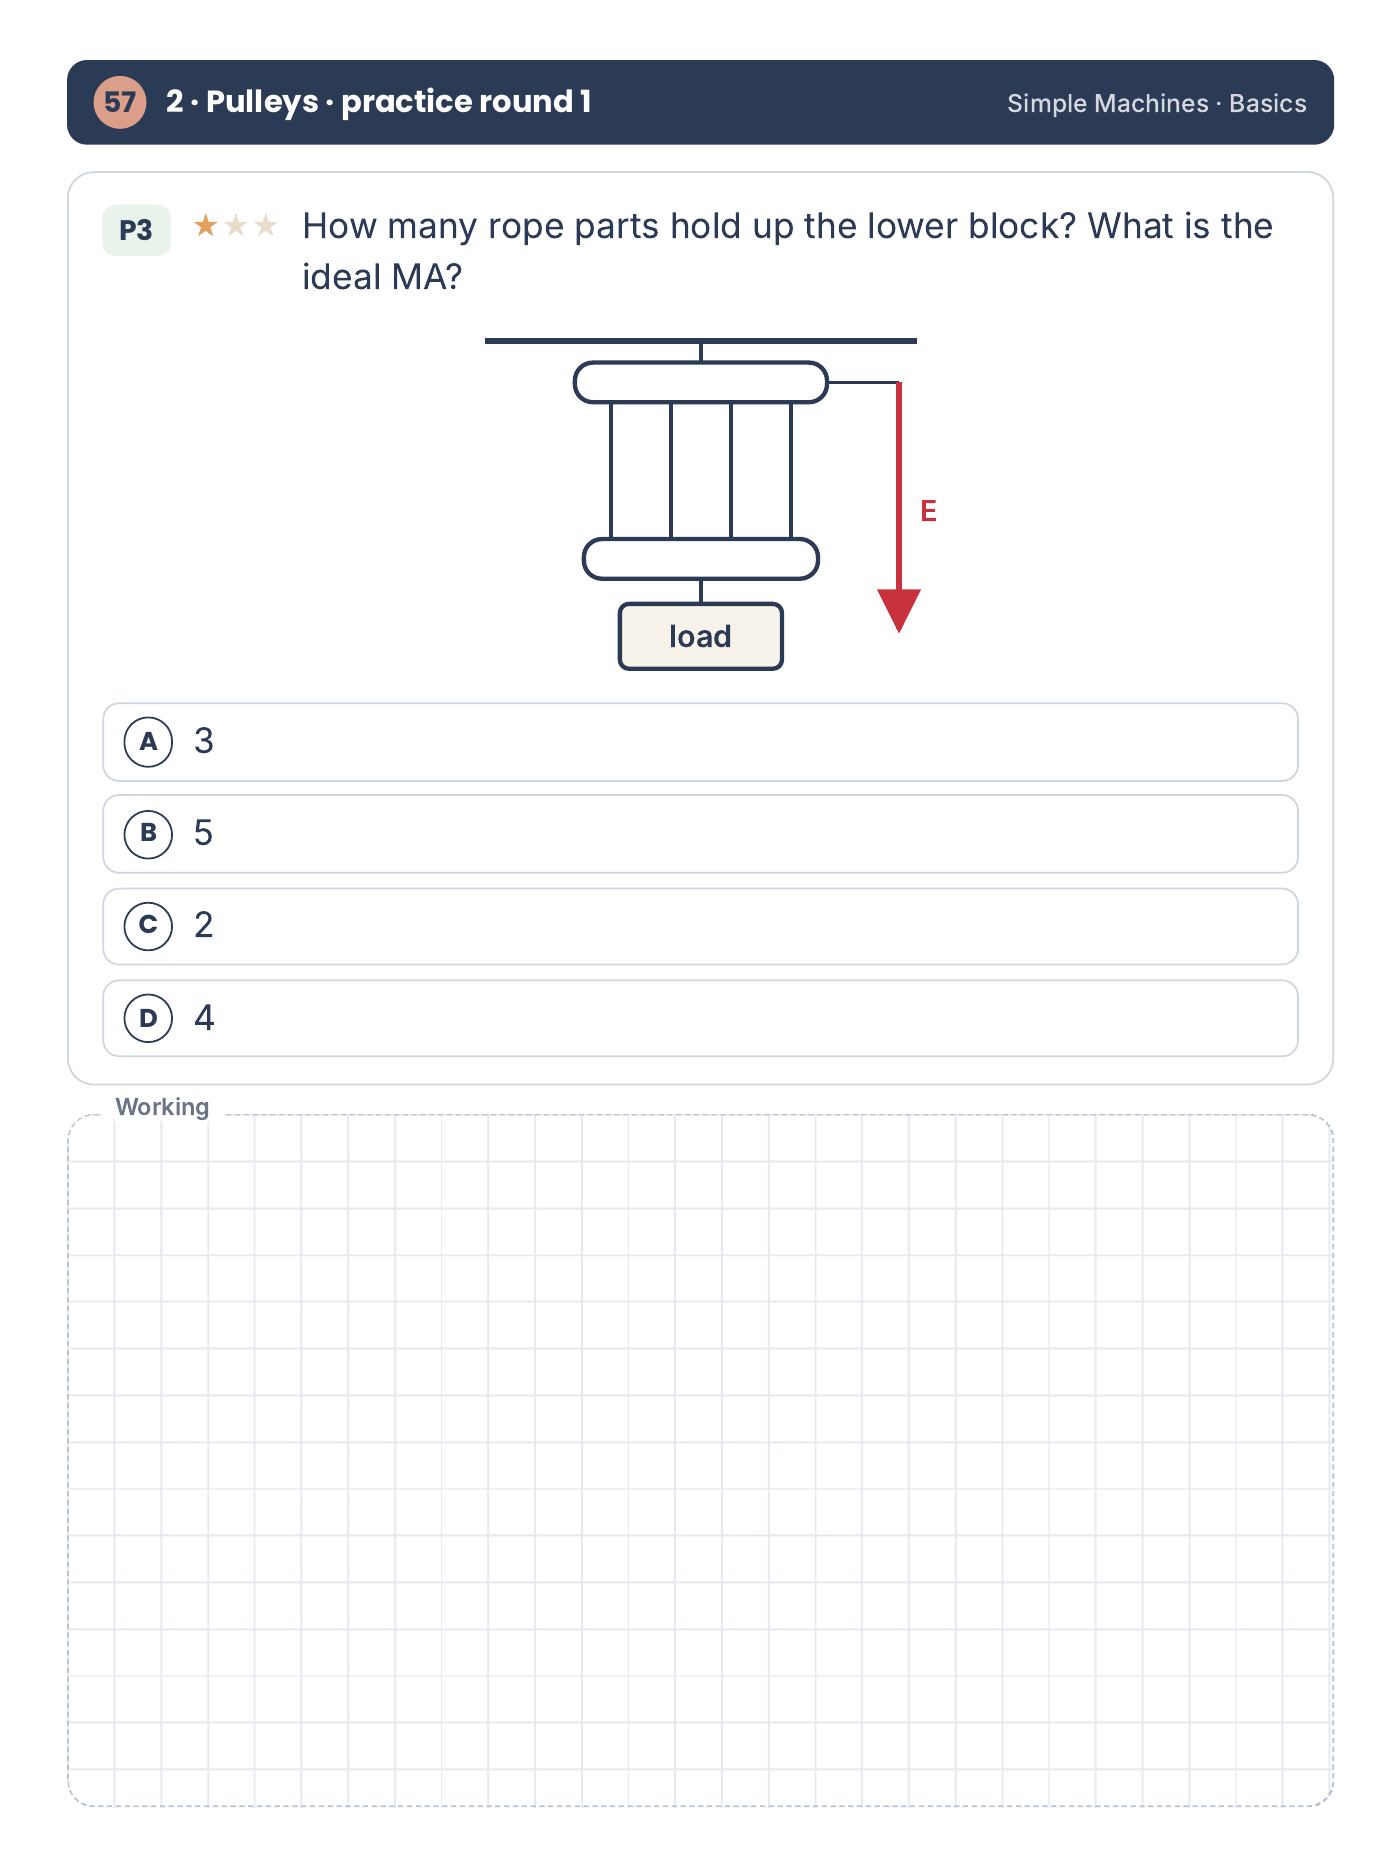 57 2 · Pulleys · practice round 1 Simple Machines · Basics
P3 ★★★ How many rope parts hold up the lower block? What is the
ideal MA?
E
load
A 3
B 5
C 2
D 4
Working